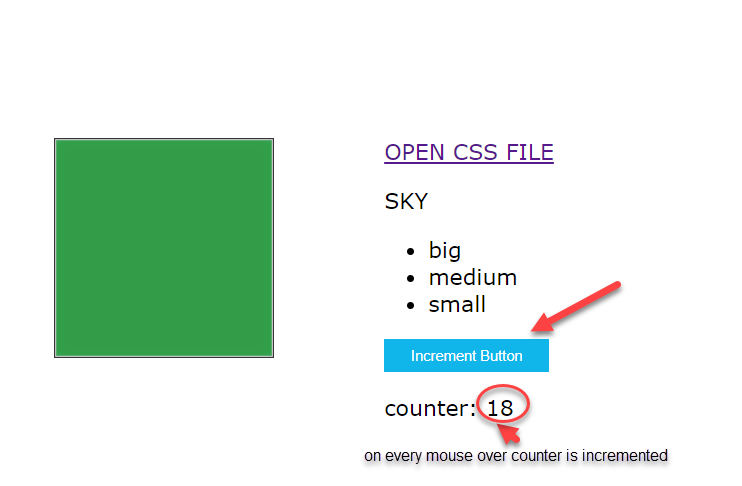 OPEN CSS FILE
SKY
big
medium
small
Increment Button
counter: 18
on every mouse over counter is incremented